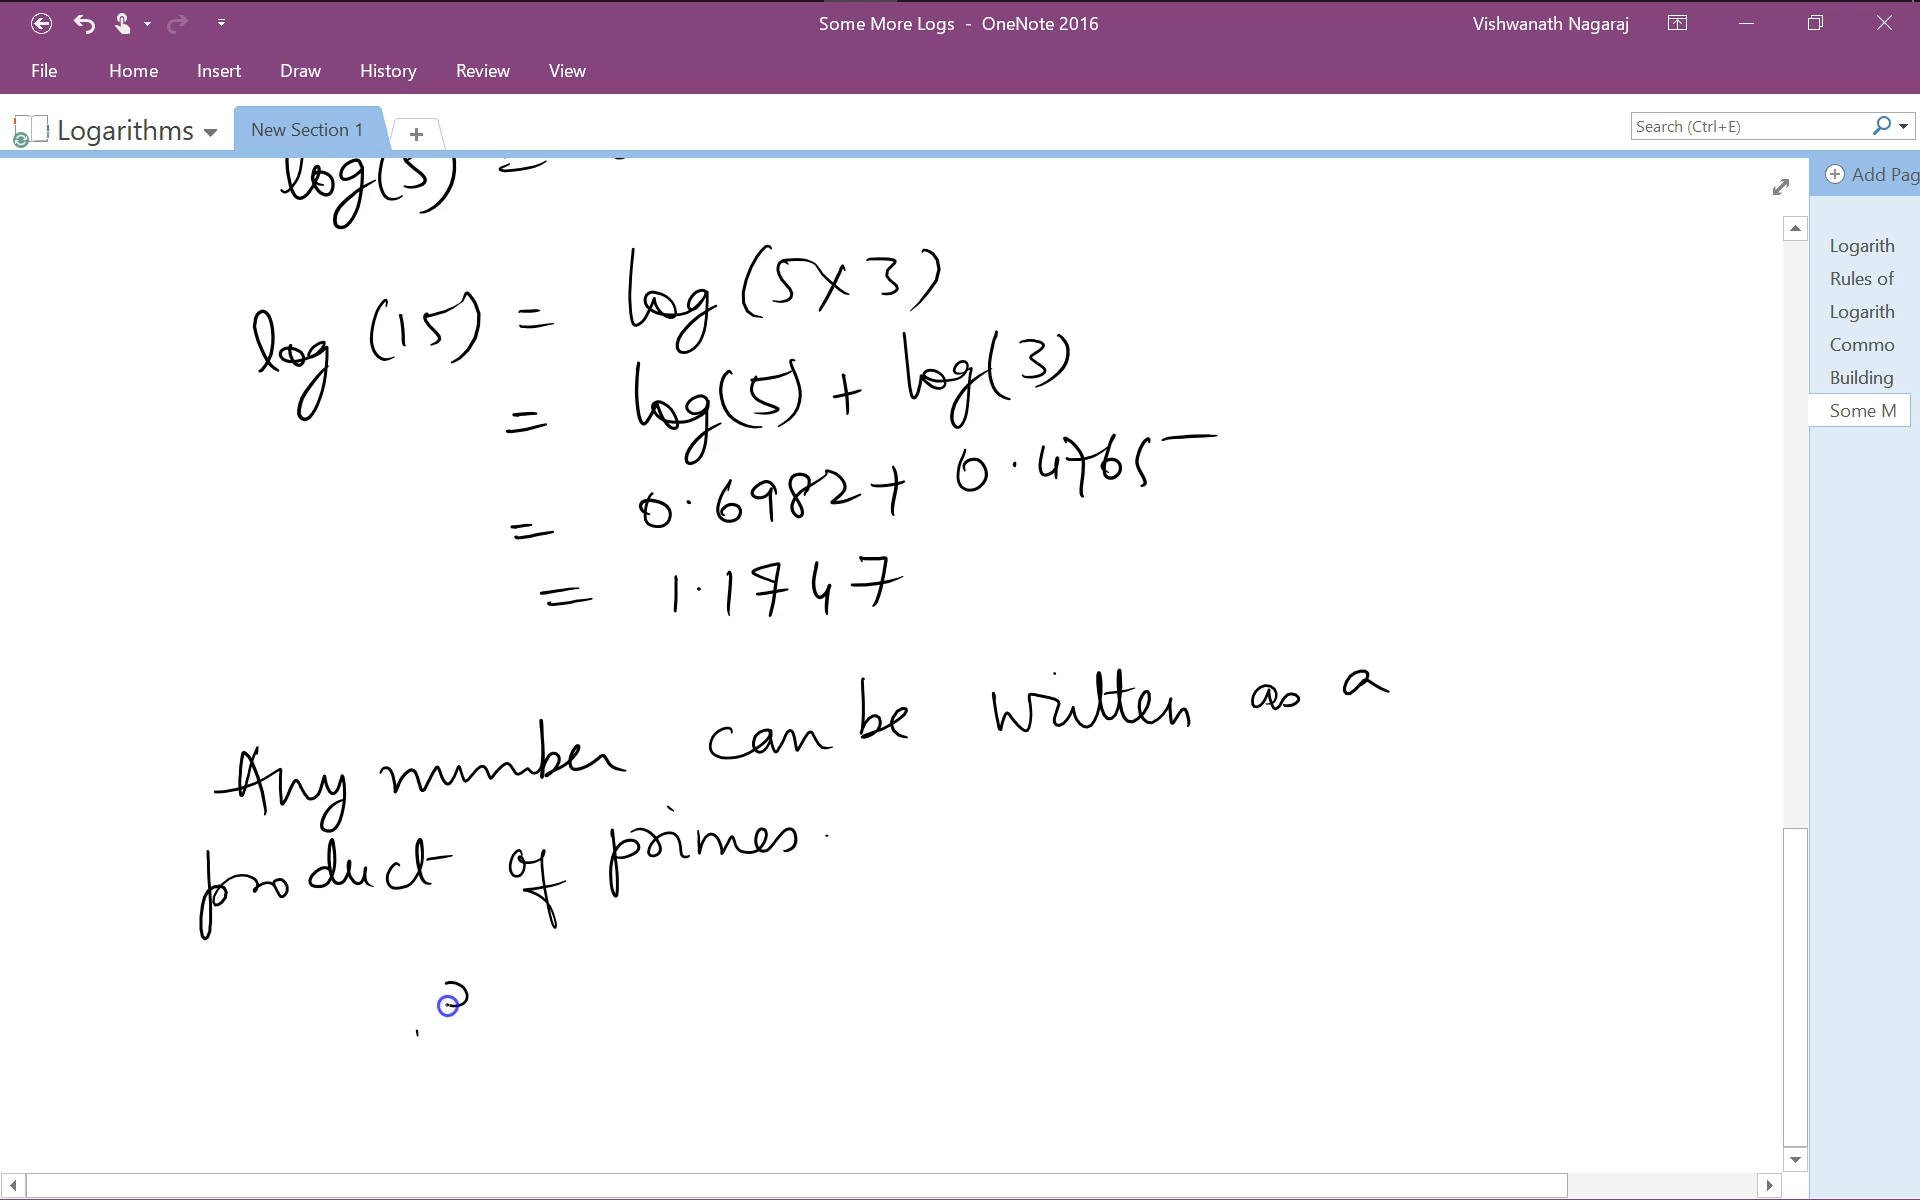 Some More Logs - OneNote 2016
Vishwanath Nagaraj
File Home Insert Draw History Review View
Logarithms
New Section 1
+
Search (Ctrl+E)
Add Pag
Logarith
Rules of
Logarith
Commo
Building
Some M
log(5) =
log (15) = log (5×3)
= log(5) + log(3)
= 0.6982 + 0.4765
= 1.1747
Any number can be written as a
product of primes.